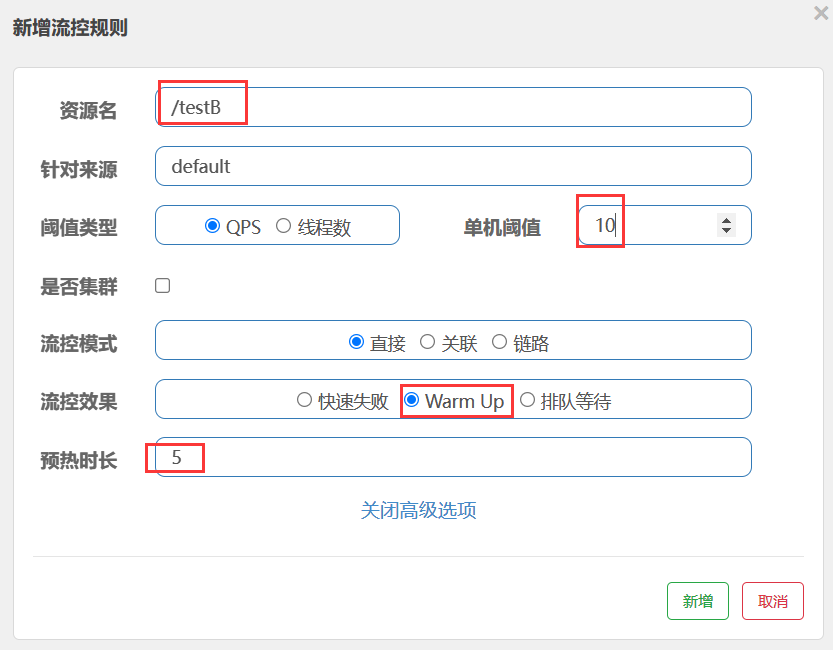 新增流控规则
×
资源名 /testB
针对来源 default
阈值类型 QPS 线程数 单机阈值 10
是否集群
流控模式 直接 关联 链路
流控效果 快速失败 Warm Up 排队等待
预热时长 5
关闭高级选项
新增 取消